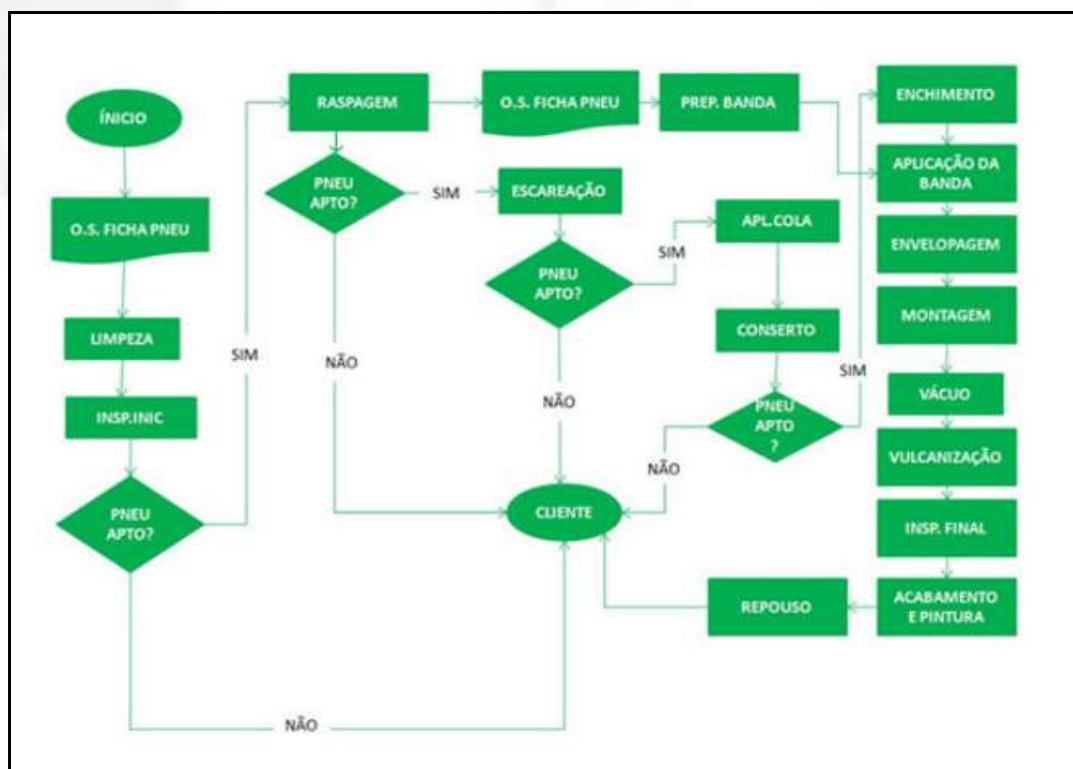 ÍNICIO
O.S. FICHA PNEU
LIMPEZA
INSP.INIC
PNEU
APTO?
SIM
NÃO
RASPAGEM
PNEU
APTO?
SIM
NÃO
O.S. FICHA PNEU
PREP. BANDA
ESCAREAÇÃO
PNEU
APTO?
SIM
NÃO
APL.COLA
CONSERTO
PNEU
APTO
?
SIM
NÃO
ENCHIMENTO
APLICAÇÃO DA
BANDA
ENVELOPAGEM
MONTAGEM
VÁCUO
VULCANIZAÇÃO
INSP. FINAL
ACABAMENTO
E PINTURA
REPOUSO
CLIENTE